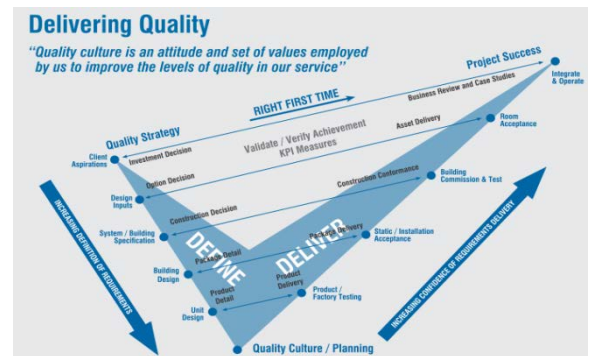 Delivering Quality
“Quality culture is an attitude and set of values employed
by us to improve the levels of quality in our service”
Project Success
Integrate
& Operate
Business Review and Case Studies
RIGHT FIRST TIME
Quality Strategy
Validate / Verify Achievement
KPI Measures
Asset Delivery
Room
Acceptance
Client
Aspirations
Investment Decision
Option Decision
Design
Inputs
Construction Conformance
Building
Commission & Test
Construction Decision
System / Building
Specification
DEFINE
DELIVER
Package Detail
Package Delivery
Static / Installation
Acceptance
Building
Design
Product
Detail
Product
Delivery
Product /
Factory Testing
Unit
Design
Quality Culture / Planning
INCREASING DEFINITION OF REQUIREMENTS
INCREASING CONFIDENCE OF REQUIREMENTS DELIVERY